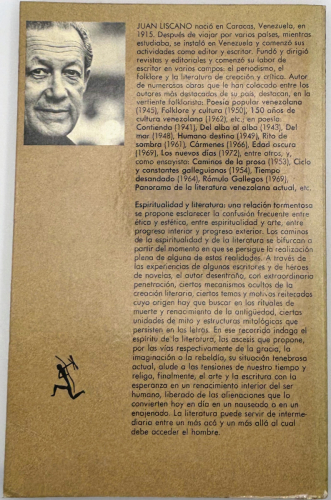 JUAN LISCANO nació en Caracas, Venezuela, en
1915. Después de viajar por varios países, mientras
estudiaba, se instaló en Venezuela y comenzó sus
actividades como editor y escritor. Fundó y dirigió
revistas y editoriales y comenzó su labor de
escritor en varios campos: el periodismo, el
folklore y la literatura de creación y crítica. Autor
de numerosas obras que le han colocado entre los
autores más destacados de su país, destacan, en la
vertiente folklorista: Poesía popular venezolana
(1945), Folklore y cultura (1950), 150 años de
cultura venezolana (1962), etc.; en poesía:
Contienda (1941), Del alba al alba (1943), Del
mar (1948), Humano destino (1949), Rito de
sombra (1961), Cármenes (1966), Edad oscura
(1969), Los nuevos días (1972), entre otros; y,
como ensayista: Caminos de la prosa (1953), Ciclo
y constantes galleguianas (1954), Tiempo
desandado (1964), Rómulo Gallegos (1969),
Panorama de la literatura venezolana actual, etc.
Espiritualidad y literatura: una relación tormentosa
se propone esclarecer la confusión frecuente entre
ética y estética, entre espiritualidad y arte, entre
progreso interior y progreso exterior. Los caminos
de la espiritualidad y de la literatura se bifurcan a
partir del momento en que se persigue la realización
plena de alguna de estas realidades. A través de
las experiencias de algunos escritores y de héroes
de novelas, el autor desentraña, con extraordinaria
penetración, ciertos mecanismos ocultos de la
creación literaria, ciertos temas y motivos reiterados
cuyo origen hay que buscar en los rituales de
muerte y renacimiento de la antigüedad, ciertas
unidades de mito y estructuras mitológicas que
persisten en las letras. En ese recorrido indaga el
espíritu de la literatura, las ascesis que propone,
por las vías respectivamente de la gracia, la
imaginación o la rebeldía, su situación tenebrosa
actual, alude a las tensiones de nuestro tiempo y
religa, finalmente, el arte y la escritura con la
esperanza en un renacimiento interior del ser
humano, liberado de las alienaciones que lo
convierten hoy en día en un nauseado o en un
enajenado. La literatura puede servir de interme-
diaria entre un más acá y un más allá al cual
debe acceder el hombre.